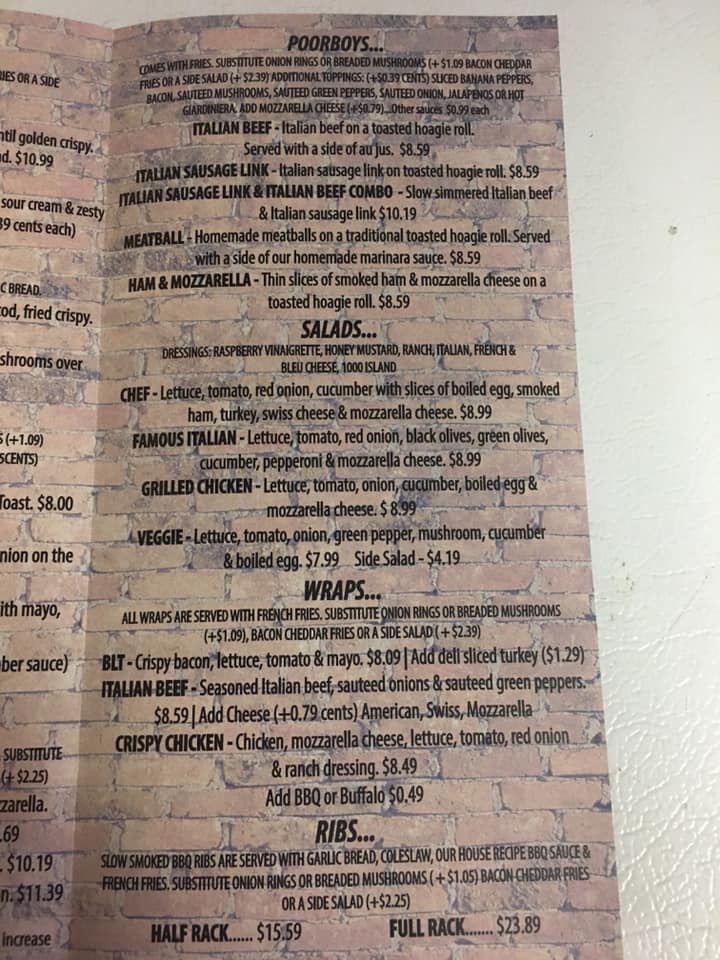 IES OR A SIDE
ntil golden crispy.
d. $10.99
sour cream & zesty
39 cents each)
C BREAD.
od, fried crispy.
shrooms over
S (+1.09)
5CENTS)
Toast. $8.00
nion on the
ith mayo,
ber sauce)
SUBSTITUTE
(+ $2.25)
zzarella.
.69
. $10.19
n. $11.39
increase
POORBOYS...
COMES WITH FRIES. SUBSTITUTE ONION RINGS OR BREADED MUSHROOMS (+ $1.09 BACON CHEDDAR
FRIES OR A SIDE SALAD (+ $2.39) ADDITIONAL TOPPINGS: (+$0.39 CENTS) SLICED BANANA PEPPERS,
BACON, SAUTEED MUSHROOMS, SAUTEED GREEN PEPPERS, SAUTEED ONION, JALAPENOS OR HOT
GIARDINIERA. ADD MOZZARELLA CHEESE (+$0.79)...Other sauces $0.99 each
ITALIAN BEEF - Italian beef on a toasted hoagie roll.
Served with a side of au jus. $8.59
ITALIAN SAUSAGE LINK - Italian sausage link on toasted hoagie roll. $8.59
ITALIAN SAUSAGE LINK & ITALIAN BEEF COMBO - Slow simmered Italian beef
& Italian sausage link $10.19
MEATBALL - Homemade meatballs on a traditional toasted hoagie roll. Served
with a side of our homemade marinara sauce. $8.59
HAM & MOZZARELLA - Thin slices of smoked ham & mozzarella cheese on a
toasted hoagie roll. $8.59
SALADS...
DRESSINGS: RASPBERRY VINAIGRETTE, HONEY MUSTARD, RANCH, ITALIAN, FRENCH &
BLEU CHEESE, 1000 ISLAND
CHEF - Lettuce, tomato, red onion, cucumber with slices of boiled egg, smoked
ham, turkey, swiss cheese & mozzarella cheese. $8.99
FAMOUS ITALIAN - Lettuce, tomato, red onion, black olives, green olives,
cucumber, pepperoni & mozzarella cheese. $8.99
GRILLED CHICKEN - Lettuce, tomato, onion, cucumber, boiled egg &
mozzarella cheese. $ 8.99
VEGGIE - Lettuce, tomato, onion, green pepper, mushroom, cucumber
& boiled egg. $7.99 Side Salad - $4.19
WRAPS...
ALL WRAPS ARE SERVED WITH FRENCH FRIES. SUBSTITUTE ONION RINGS OR BREADED MUSHROOMS
(+$1.09), BACON CHEDDAR FRIES OR A SIDE SALAD ( + $2.39)
BLT - Crispy bacon, lettuce, tomato & mayo. $8.09 | Add deli sliced turkey ($1.29)
ITALIAN BEEF - Seasoned Italian beef, sauteed onions & sauteed green peppers.
$8.59 | Add Cheese (+0.79 cents) American, Swiss, Mozzarella
CRISPY CHICKEN - Chicken, mozzarella cheese, lettuce, tomato, red onion
& ranch dressing. $8.49
Add BBQ or Buffalo $0.49
RIBS...
SLOW SMOKED BBQ RIBS ARE SERVED WITH GARLIC BREAD, COLESLAW, OUR HOUSE RECIPE BBQ SAUCE &
FRENCH FRIES. SUBSTITUTE ONION RINGS OR BREADED MUSHROOMS ( + $1.05) BACON CHEDDAR FRIES
OR A SIDE SALAD (+$2.25)
HALF RACK...... $15.59 FULL RACK....... $23.89